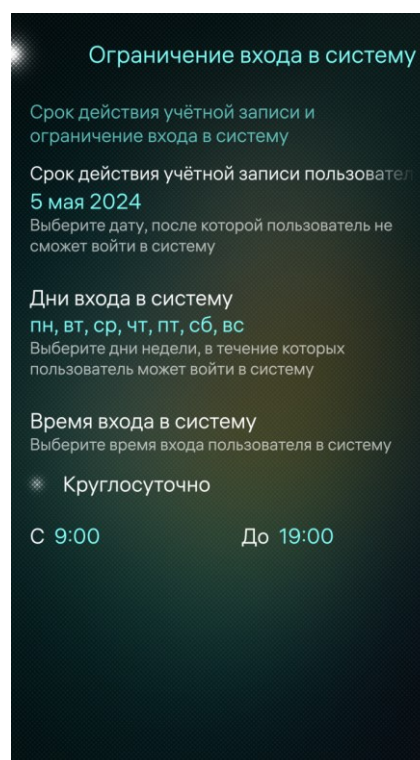 Ограничение входа в систему
Срок действия учётной записи и
ограничение входа в систему
Срок действия учётной записи пользовател
5 мая 2024
Выберите дату, после которой пользователь не
сможет войти в систему
Дни входа в систему
пн, вт, ср, чт, пт, сб, вс
Выберите дни недели, в течение которых
пользователь может войти в систему
Время входа в систему
Выберите время входа пользователя в систему
Круглосуточно
С 9:00 До 19:00